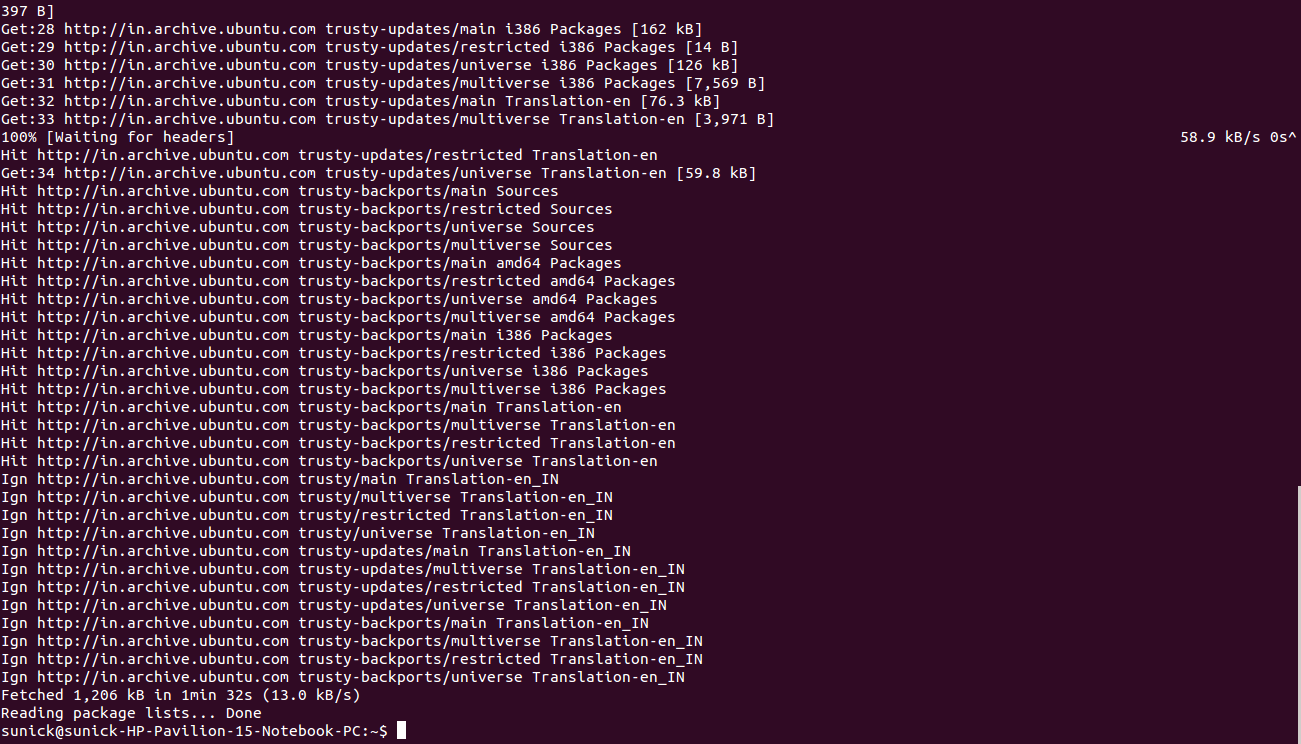 397 B]
Get:28 http://in.archive.ubuntu.com trusty-updates/main i386 Packages [162 kB]
Get:29 http://in.archive.ubuntu.com trusty-updates/restricted i386 Packages [14 B]
Get:30 http://in.archive.ubuntu.com trusty-updates/universe i386 Packages [126 kB]
Get:31 http://in.archive.ubuntu.com trusty-updates/multiverse i386 Packages [7,569 B]
Get:32 http://in.archive.ubuntu.com trusty-updates/main Translation-en [76.3 kB]
Get:33 http://in.archive.ubuntu.com trusty-updates/multiverse Translation-en [3,971 B]
100% [Waiting for headers] 58.9 kB/s 0s^
Hit http://in.archive.ubuntu.com trusty-updates/restricted Translation-en
Get:34 http://in.archive.ubuntu.com trusty-updates/universe Translation-en [59.8 kB]
Hit http://in.archive.ubuntu.com trusty-backports/main Sources
Hit http://in.archive.ubuntu.com trusty-backports/restricted Sources
Hit http://in.archive.ubuntu.com trusty-backports/universe Sources
Hit http://in.archive.ubuntu.com trusty-backports/multiverse Sources
Hit http://in.archive.ubuntu.com trusty-backports/main amd64 Packages
Hit http://in.archive.ubuntu.com trusty-backports/restricted amd64 Packages
Hit http://in.archive.ubuntu.com trusty-backports/universe amd64 Packages
Hit http://in.archive.ubuntu.com trusty-backports/multiverse amd64 Packages
Hit http://in.archive.ubuntu.com trusty-backports/main i386 Packages
Hit http://in.archive.ubuntu.com trusty-backports/restricted i386 Packages
Hit http://in.archive.ubuntu.com trusty-backports/universe i386 Packages
Hit http://in.archive.ubuntu.com trusty-backports/multiverse i386 Packages
Hit http://in.archive.ubuntu.com trusty-backports/main Translation-en
Hit http://in.archive.ubuntu.com trusty-backports/multiverse Translation-en
Hit http://in.archive.ubuntu.com trusty-backports/restricted Translation-en
Hit http://in.archive.ubuntu.com trusty-backports/universe Translation-en
Ign http://in.archive.ubuntu.com trusty/main Translation-en_IN
Ign http://in.archive.ubuntu.com trusty/multiverse Translation-en_IN
Ign http://in.archive.ubuntu.com trusty/restricted Translation-en_IN
Ign http://in.archive.ubuntu.com trusty/universe Translation-en_IN
Ign http://in.archive.ubuntu.com trusty-updates/main Translation-en_IN
Ign http://in.archive.ubuntu.com trusty-updates/multiverse Translation-en_IN
Ign http://in.archive.ubuntu.com trusty-updates/restricted Translation-en_IN
Ign http://in.archive.ubuntu.com trusty-updates/universe Translation-en_IN
Ign http://in.archive.ubuntu.com trusty-backports/main Translation-en_IN
Ign http://in.archive.ubuntu.com trusty-backports/multiverse Translation-en_IN
Ign http://in.archive.ubuntu.com trusty-backports/restricted Translation-en_IN
Ign http://in.archive.ubuntu.com trusty-backports/universe Translation-en_IN
Fetched 1,206 kB in 1min 32s (13.0 kB/s)
Reading package lists... Done
sunick@sunick-HP-Pavilion-15-Notebook-PC:~$